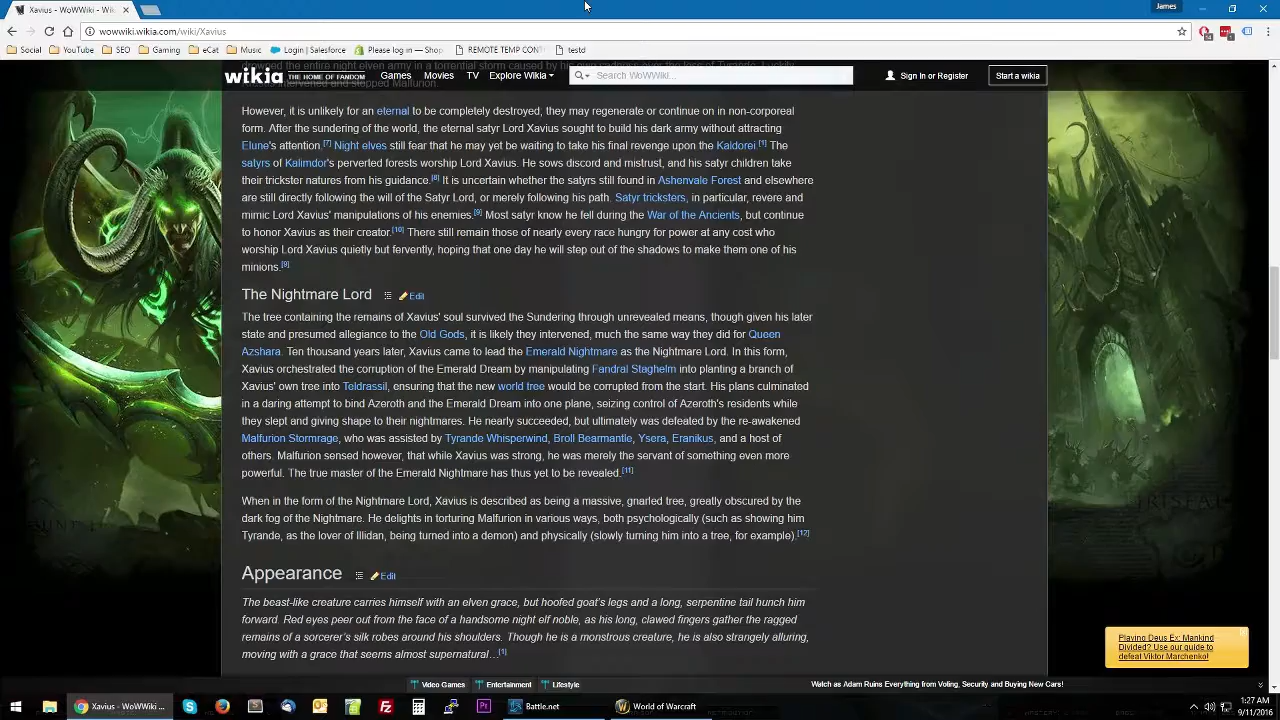 Xavius - WoWWiki - Wiki
James
wowwiki.wikia.com/wiki/Xavius
Social YouTube SEO Gaming eCat Music Login | Salesforce Please log in — Shop REMOTE TEMP CONT testd
drowned the entire night elven army in a torrential storm caused by his own
intervened and stopped Malfurion.
wikia THE HOME OF FANDOM Games Movies TV Explore Wikia Search WoWWiki... Sign In or Register Start a wikia
However, it is unlikely for an eternal to be completely destroyed; they may regenerate or continue on in non-corporeal
form. After the sundering of the world, the eternal satyr Lord Xavius sought to build his dark army without attracting
Elune's attention.[7] Night elves still fear that he may yet be waiting to take his final revenge upon the Kaldorei.[1] The
satyrs of Kalimdor's perverted forests worship Lord Xavius. He sows discord and mistrust, and his satyr children take
their trickster natures from his guidance.[8] It is uncertain whether the satyrs still found in Ashenvale Forest and elsewhere
are still directly following the will of the Satyr Lord, or merely following his path. Satyr tricksters, in particular, revere and
mimic Lord Xavius' manipulations of his enemies.[9] Most satyr know he fell during the War of the Ancients, but continue
to honor Xavius as their creator.[10] There still remain those of nearly every race hungry for power at any cost who
worship Lord Xavius quietly but fervently, hoping that one day he will step out of the shadows to make them one of his
minions.[9]
The Nightmare Lord Edit
The tree containing the remains of Xavius' soul survived the Sundering through unrevealed means, though given his later
state and presumed allegiance to the Old Gods, it is likely they intervened, much the same way they did for Queen
Azshara. Ten thousand years later, Xavius came to lead the Emerald Nightmare as the Nightmare Lord. In this form,
Xavius orchestrated the corruption of the Emerald Dream by manipulating Fandral Staghelm into planting a branch of
Xavius' own tree into Teldrassil, ensuring that the new world tree would be corrupted from the start. His plans culminated
in a daring attempt to bind Azeroth and the Emerald Dream into one plane, seizing control of Azeroth's residents while
they slept and giving shape to their nightmares. He nearly succeeded, but ultimately was defeated by the re-awakened
Malfurion Stormrage, who was assisted by Tyrande Whisperwind, Broll Bearmantle, Ysera, Eranikus, and a host of
others. Malfurion sensed however, that while Xavius was strong, he was merely the servant of something even more
powerful. The true master of the Emerald Nightmare has thus yet to be revealed.[11]
When in the form of the Nightmare Lord, Xavius is described as being a massive, gnarled tree, greatly obscured by the
dark fog of the Nightmare. He delights in torturing Malfurion in various ways, both psychologically (such as showing him
Tyrande, as the lover of Illidan, being turned into a demon) and physically (slowly turning him into a tree, for example).[12]
Appearance Edit
The beast-like creature carries himself with an elven grace, but hoofed goat's legs and a long, serpentine tail hunch him
forward. Red eyes peer out from the face of a handsome night elf noble, as his long, clawed fingers gather the ragged
remains of a sorcerer's silk robes around his shoulders. Though he is a monstrous creature, he is also strangely alluring,
moving with a grace that seems almost supernatural...[1]
Playing Deus Ex: Mankind
Divided? Use our guide to
defeat Viktor Marchenko!
Video Games Entertainment Lifestyle Watch as Adam Ruins Everything from Voting, Security and Buying New Cars!
Xavius - WoWWiki ... Battle.net World of Warcraft 1:27 AM
9/11/2016